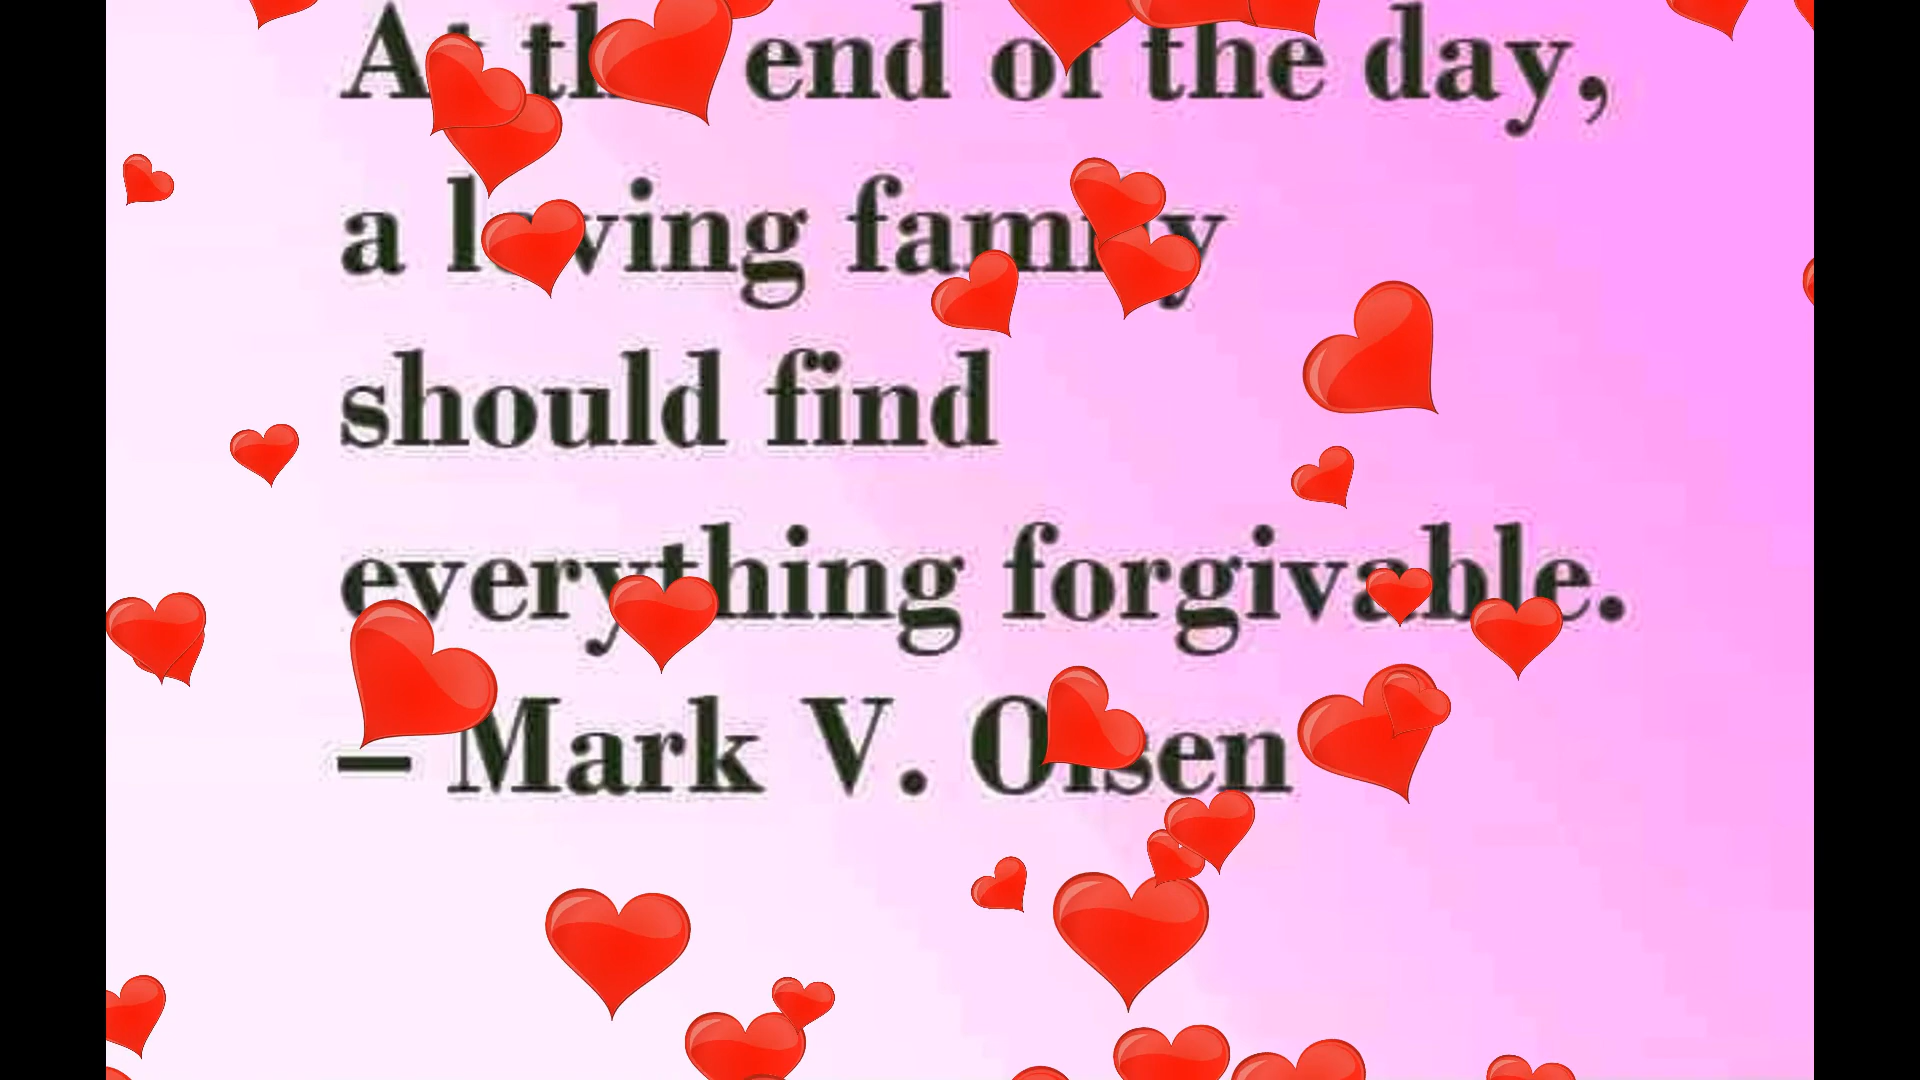 At the end of the day,
a loving family
should find
everything forgivable.
– Mark V. Olsen